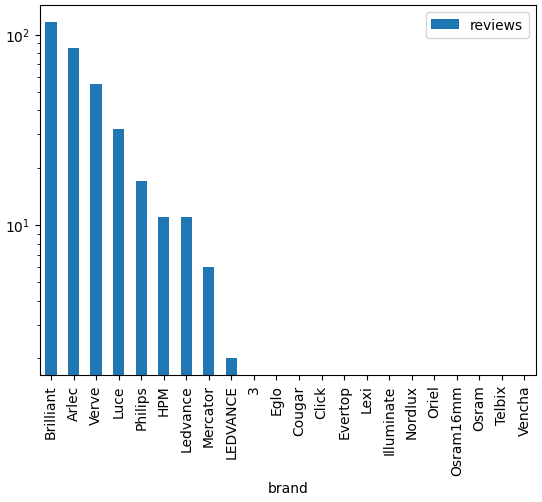 reviews
10²
10¹
Brilliant
Arlec
Verve
Luce
Philips
HPM
Ledvance
Mercator
LEDVANCE
3
Eglo
Cougar
Click
Evertop
Lexi
Illuminate
Nordlux
Oriel
Osram16mm
Osram
Telbix
Vencha
brand